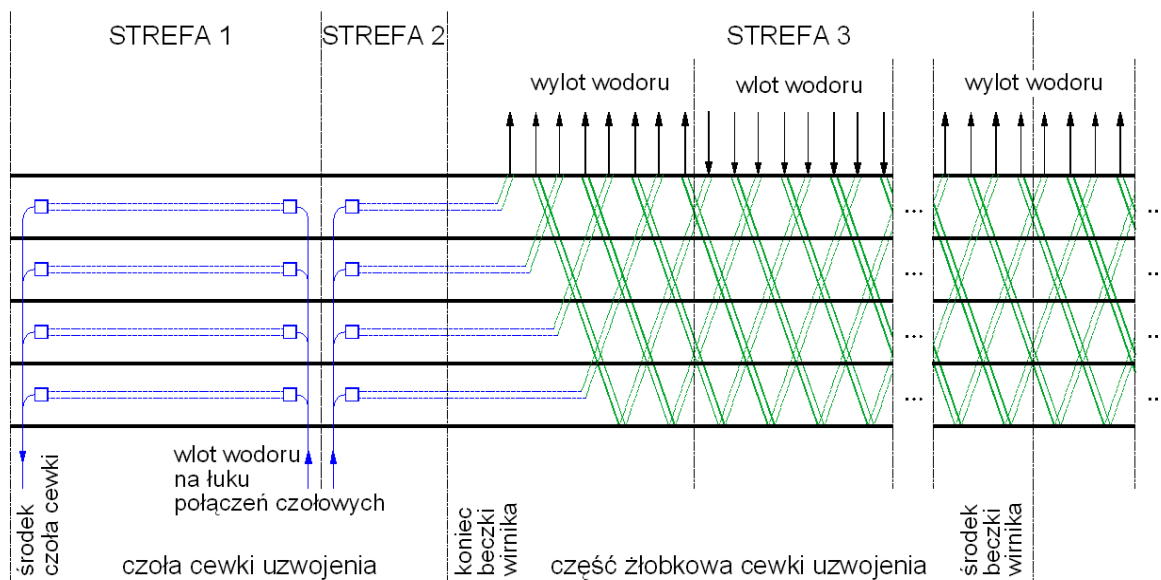 STREFA 1
STREFA 2
STREFA 3
wylot wodoru
wlot wodoru
wylot wodoru
...
...
...
...
...
...
...
...
wlot wodoru
na łuku
połączeń czołowych
środek
czoła cewki
koniec
beczki
wirnika
środek
beczki
wirnika
czoła cewki uzwojenia
część żłobkowa cewki uzwojenia